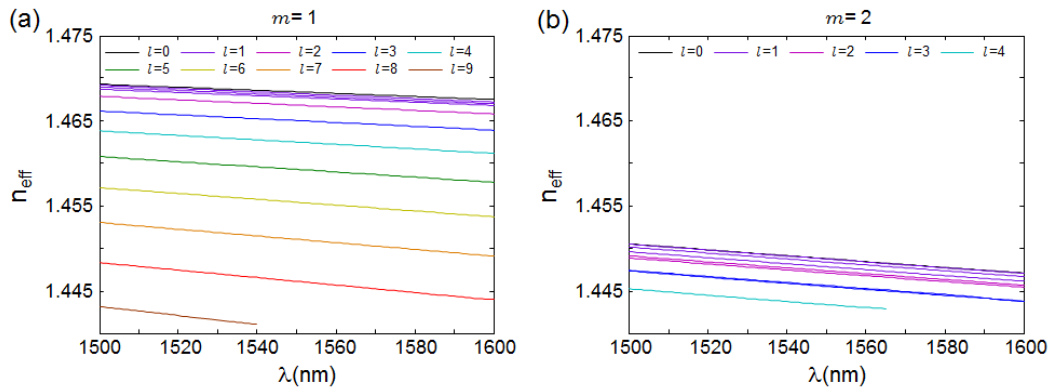 (a)
m= 1
1.475
l=0 l=1 l=2 l=3 l=4
l=5 l=6 l=7 l=8 l=9
1.465
1.455
1.445
neff
1500 1520 1540 1560 1580 1600
λ(nm)
(b)
m= 2
1.475
l=0 l=1 l=2 l=3 l=4
1.465
1.455
1.445
neff
1500 1520 1540 1560 1580 1600
λ(nm)